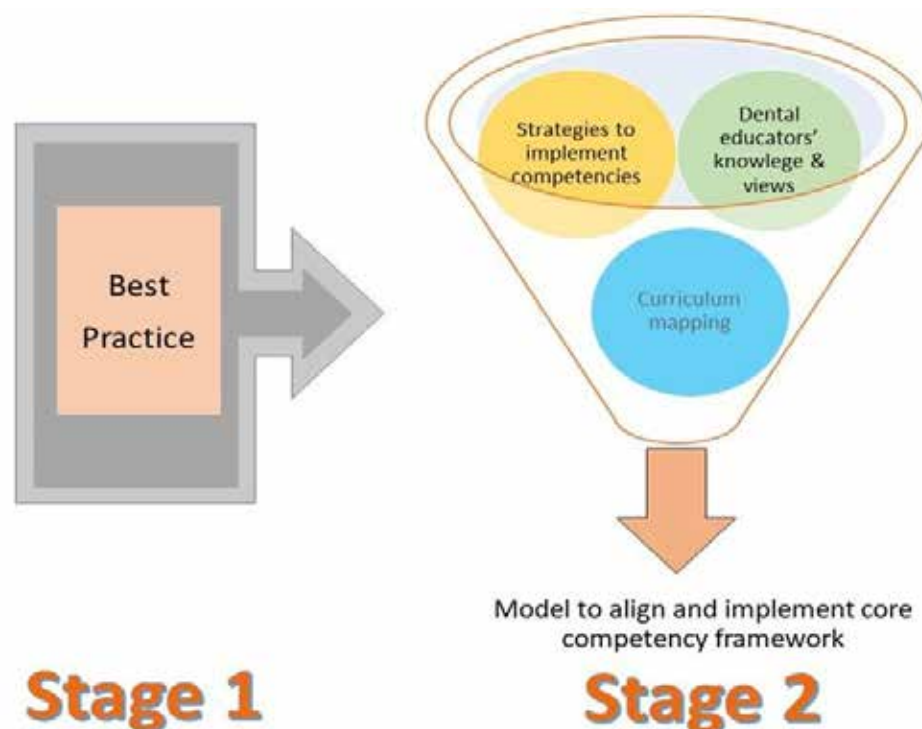 Best
Practice
Strategies to
implement
competencies
Dental
educators'
knowlege &
views
Curriculum
mapping
Model to align and implement core
competency framework
Stage 1
Stage 2